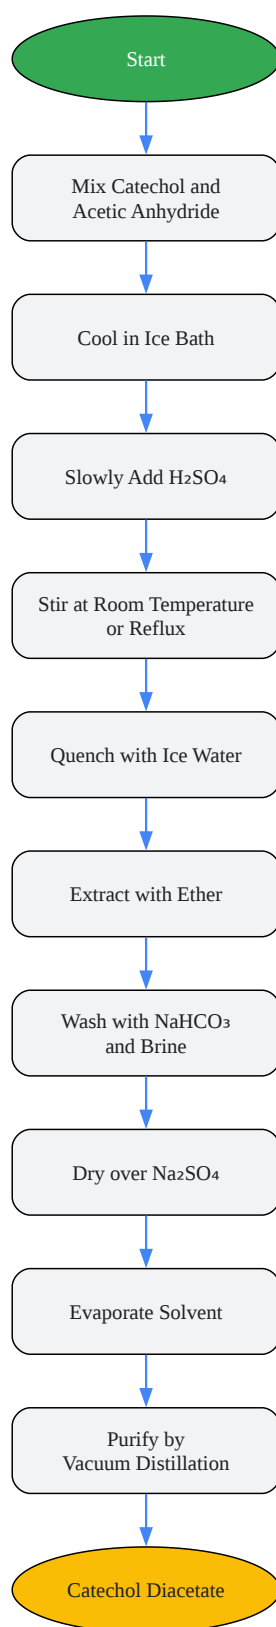 Start
Mix Catechol and
Acetic Anhydride
Cool in Ice Bath
Slowly Add H₂SO₄
Stir at Room Temperature
or Reflux
Quench with Ice Water
Extract with Ether
Wash with NaHCO₃
and Brine
Dry over Na₂SO₄
Evaporate Solvent
Purify by
Vacuum Distillation
Catechol Diacetate